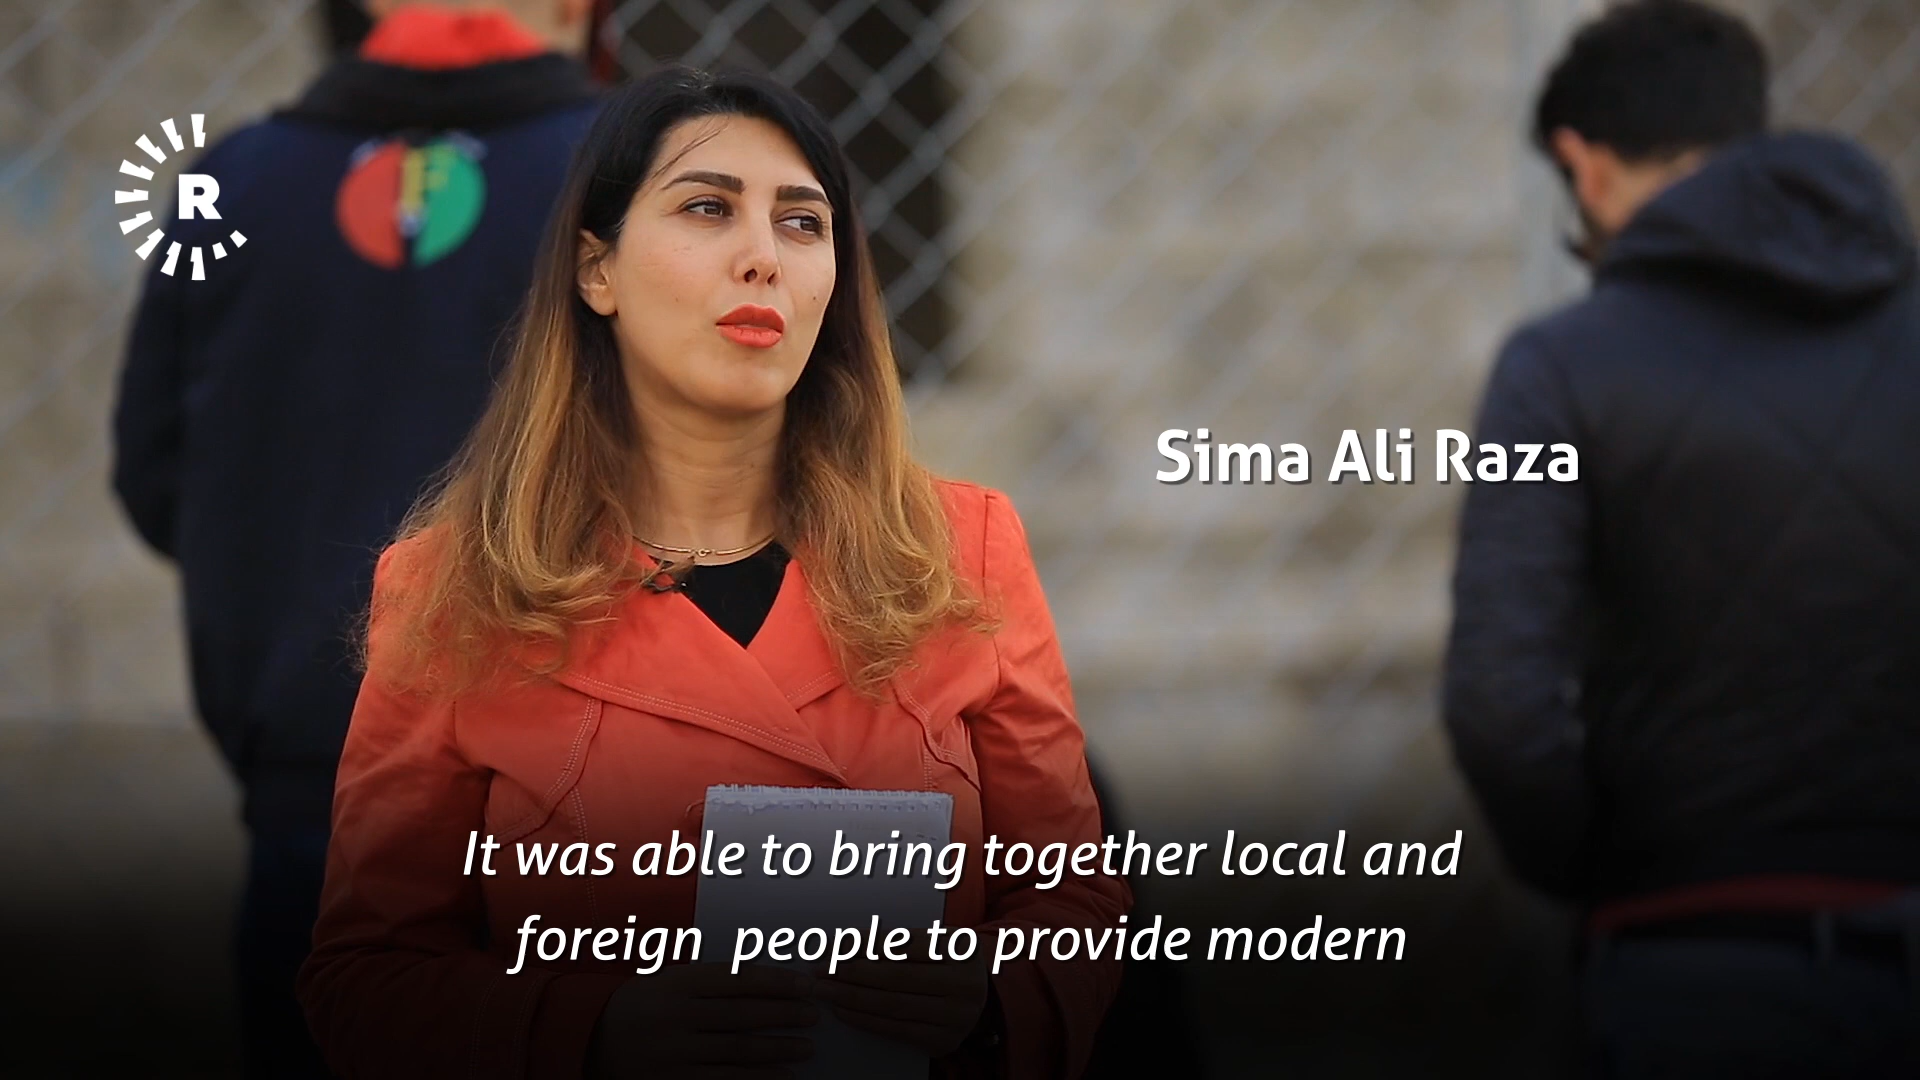 R
Sima Ali Raza
It was able to bring together local and
foreign people to provide modern